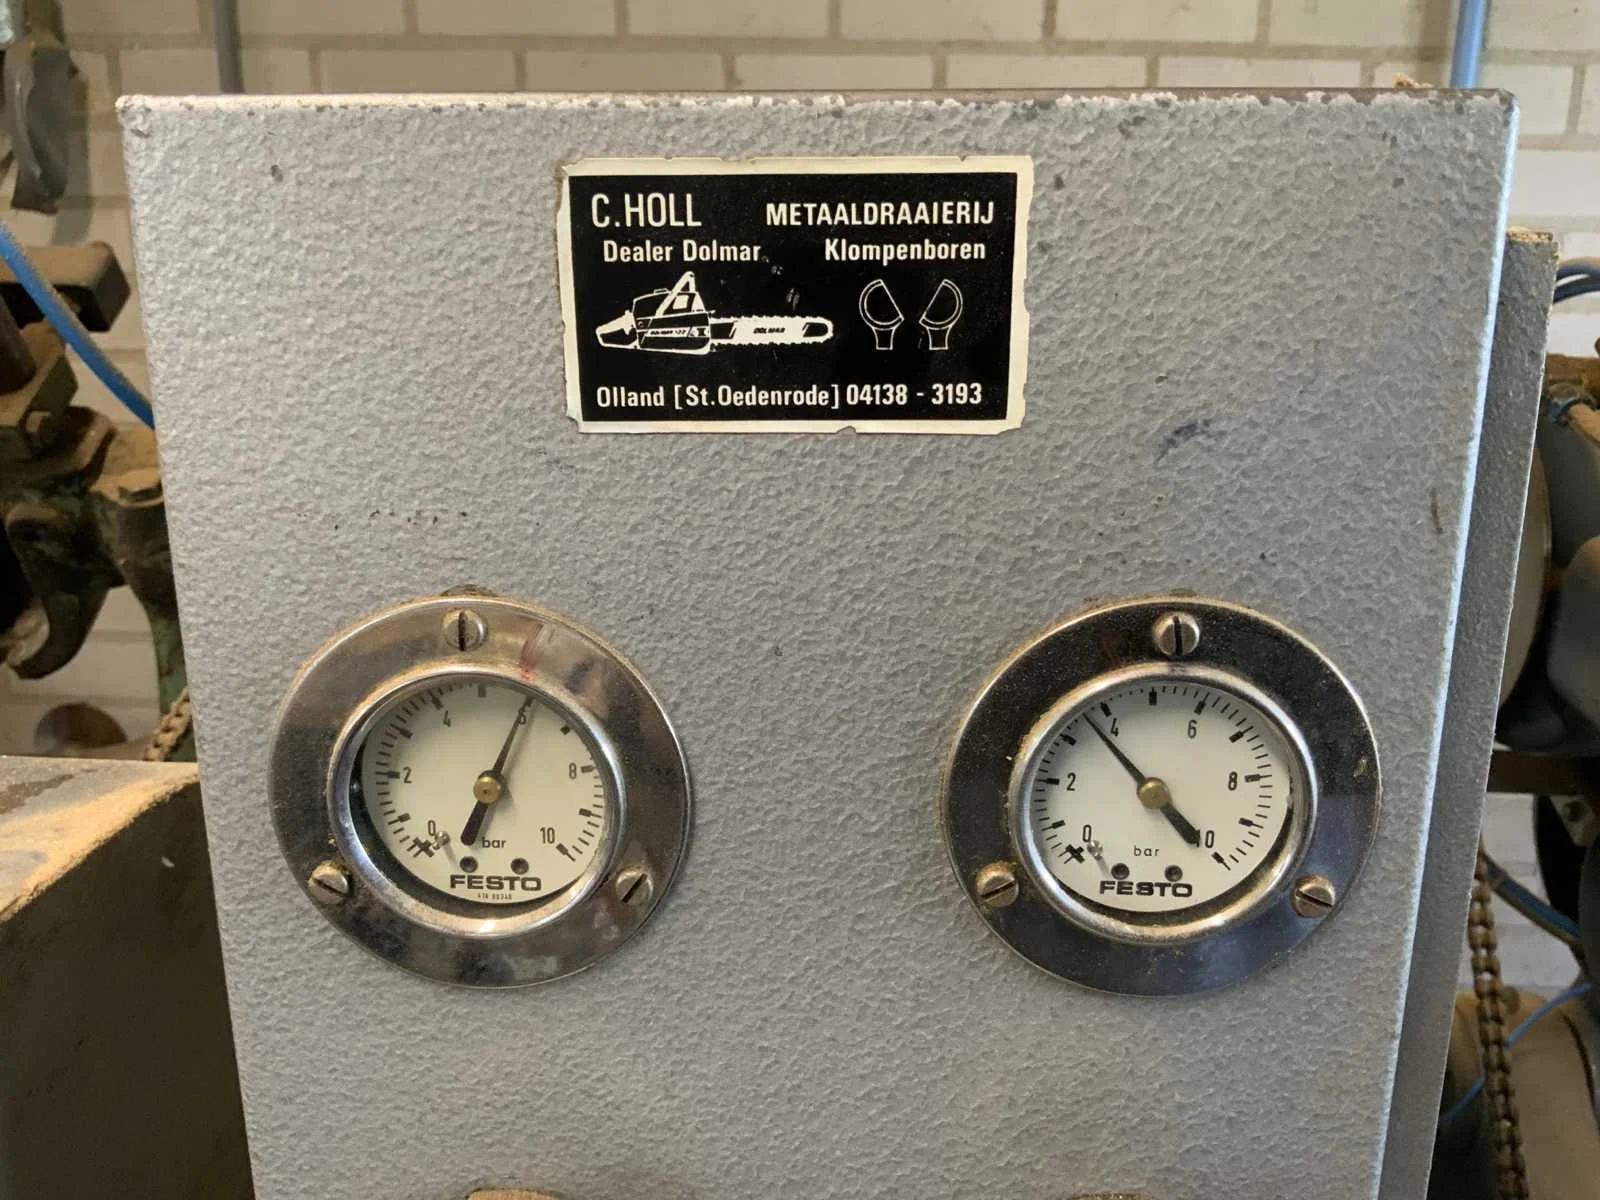 C.HOLL METAALDRAAIERIJ
Dealer Dolmar Klompenboren
DOLMAR
Olland [St.Oedenrode] 04138 - 3193
0 2 4 6 8 10
bar
FESTO
0 2 4 6 8 10
bar
FESTO